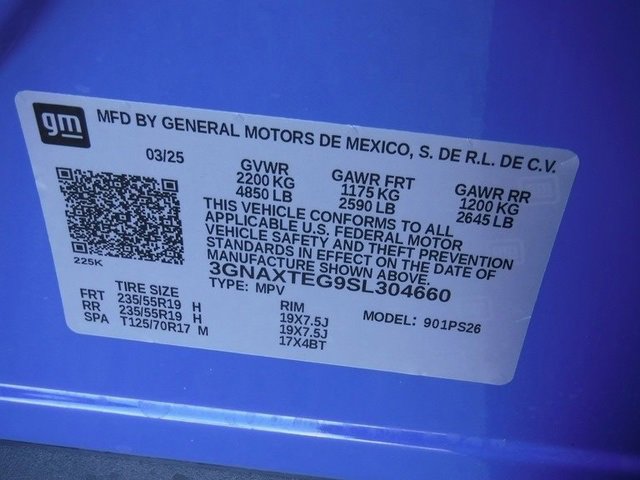 gm MFD BY GENERAL MOTORS DE MEXICO, S. DE R.L. DE C.V.
03/25 GVWR GAWR FRT GAWR RR
2200 KG 1175 KG 1200 KG
4850 LB 2590 LB 2645 LB
THIS VEHICLE CONFORMS TO ALL
APPLICABLE U.S. FEDERAL MOTOR
VEHICLE SAFETY AND THEFT PREVENTION
STANDARDS IN EFFECT ON THE DATE OF
MANUFACTURE SHOWN ABOVE.
225K
3GNAXTEG9SL304660
TYPE: MPV MODEL: 901PS26
TIRE SIZE RIM
FRT 235/55R19 H 19X7.5J
RR 235/55R19 H 19X7.5J
SPA T125/70R17 M 17X4BT